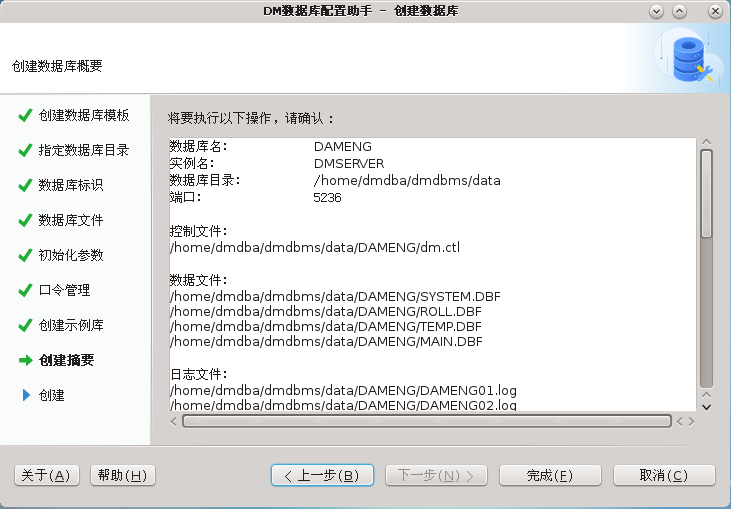 DM数据库配置助手 - 创建数据库
创建数据库概要
创建数据库模板
指定数据库目录
数据库标识
数据库文件
初始化参数
口令管理
创建示例库
创建摘要
创建
将要执行以下操作，请确认：
数据库名: DAMENG
实例名: DMSERVER
数据库目录: /home/dmdba/dmdbms/data
端口: 5236
控制文件:
/home/dmdba/dmdbms/data/DAMENG/dm.ctl
数据文件:
/home/dmdba/dmdbms/data/DAMENG/SYSTEM.DBF
/home/dmdba/dmdbms/data/DAMENG/ROLL.DBF
/home/dmdba/dmdbms/data/DAMENG/TEMP.DBF
/home/dmdba/dmdbms/data/DAMENG/MAIN.DBF
日志文件:
/home/dmdba/dmdbms/data/DAMENG/DAMENG01.log
/home/dmdba/dmdbms/data/DAMENG/DAMENG02.log
关于(A) 帮助(H) < 上一步(B) 下一步(N) > 完成(F) 取消(C)